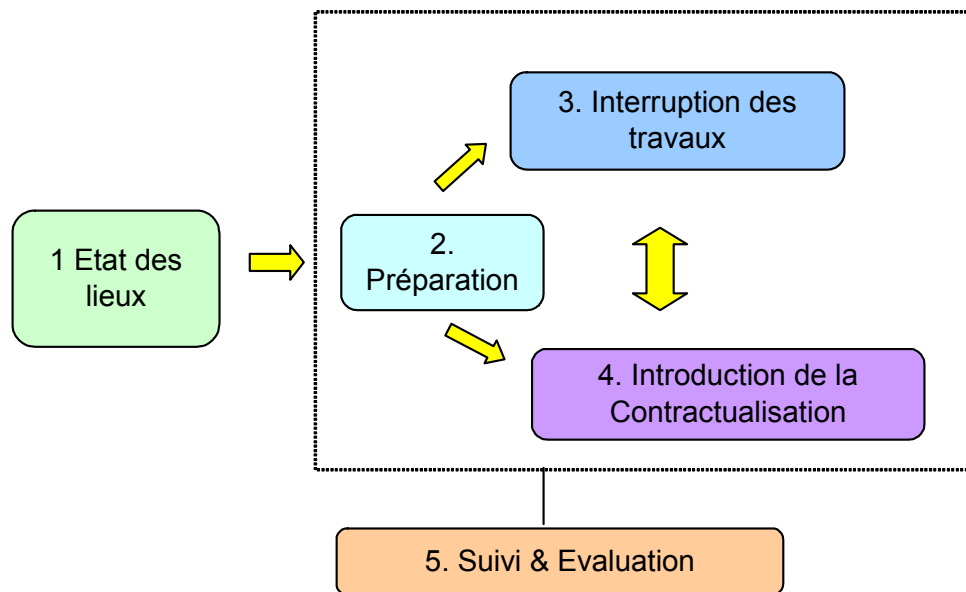 1 Etat des
lieux
2.
Préparation
3. Interruption des
travaux
4. Introduction de la
Contractualisation
5. Suivi & Evaluation